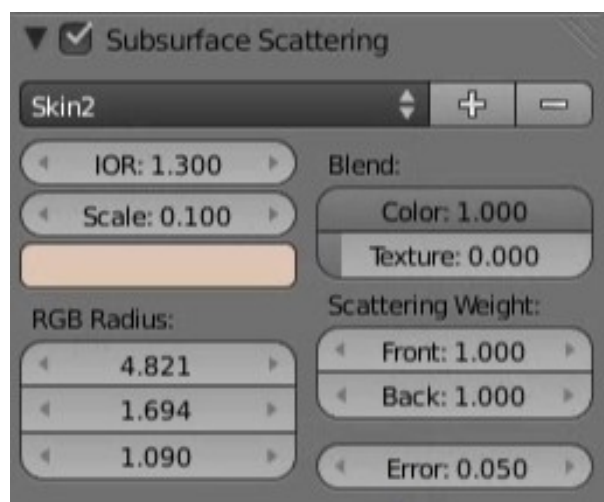 Subsurface Scattering
Skin2
IOR: 1.300
Scale: 0.100
RGB Radius:
4.821
1.694
1.090
Blend:
Color: 1.000
Texture: 0.000
Scattering Weight:
Front: 1.000
Back: 1.000
Error: 0.050